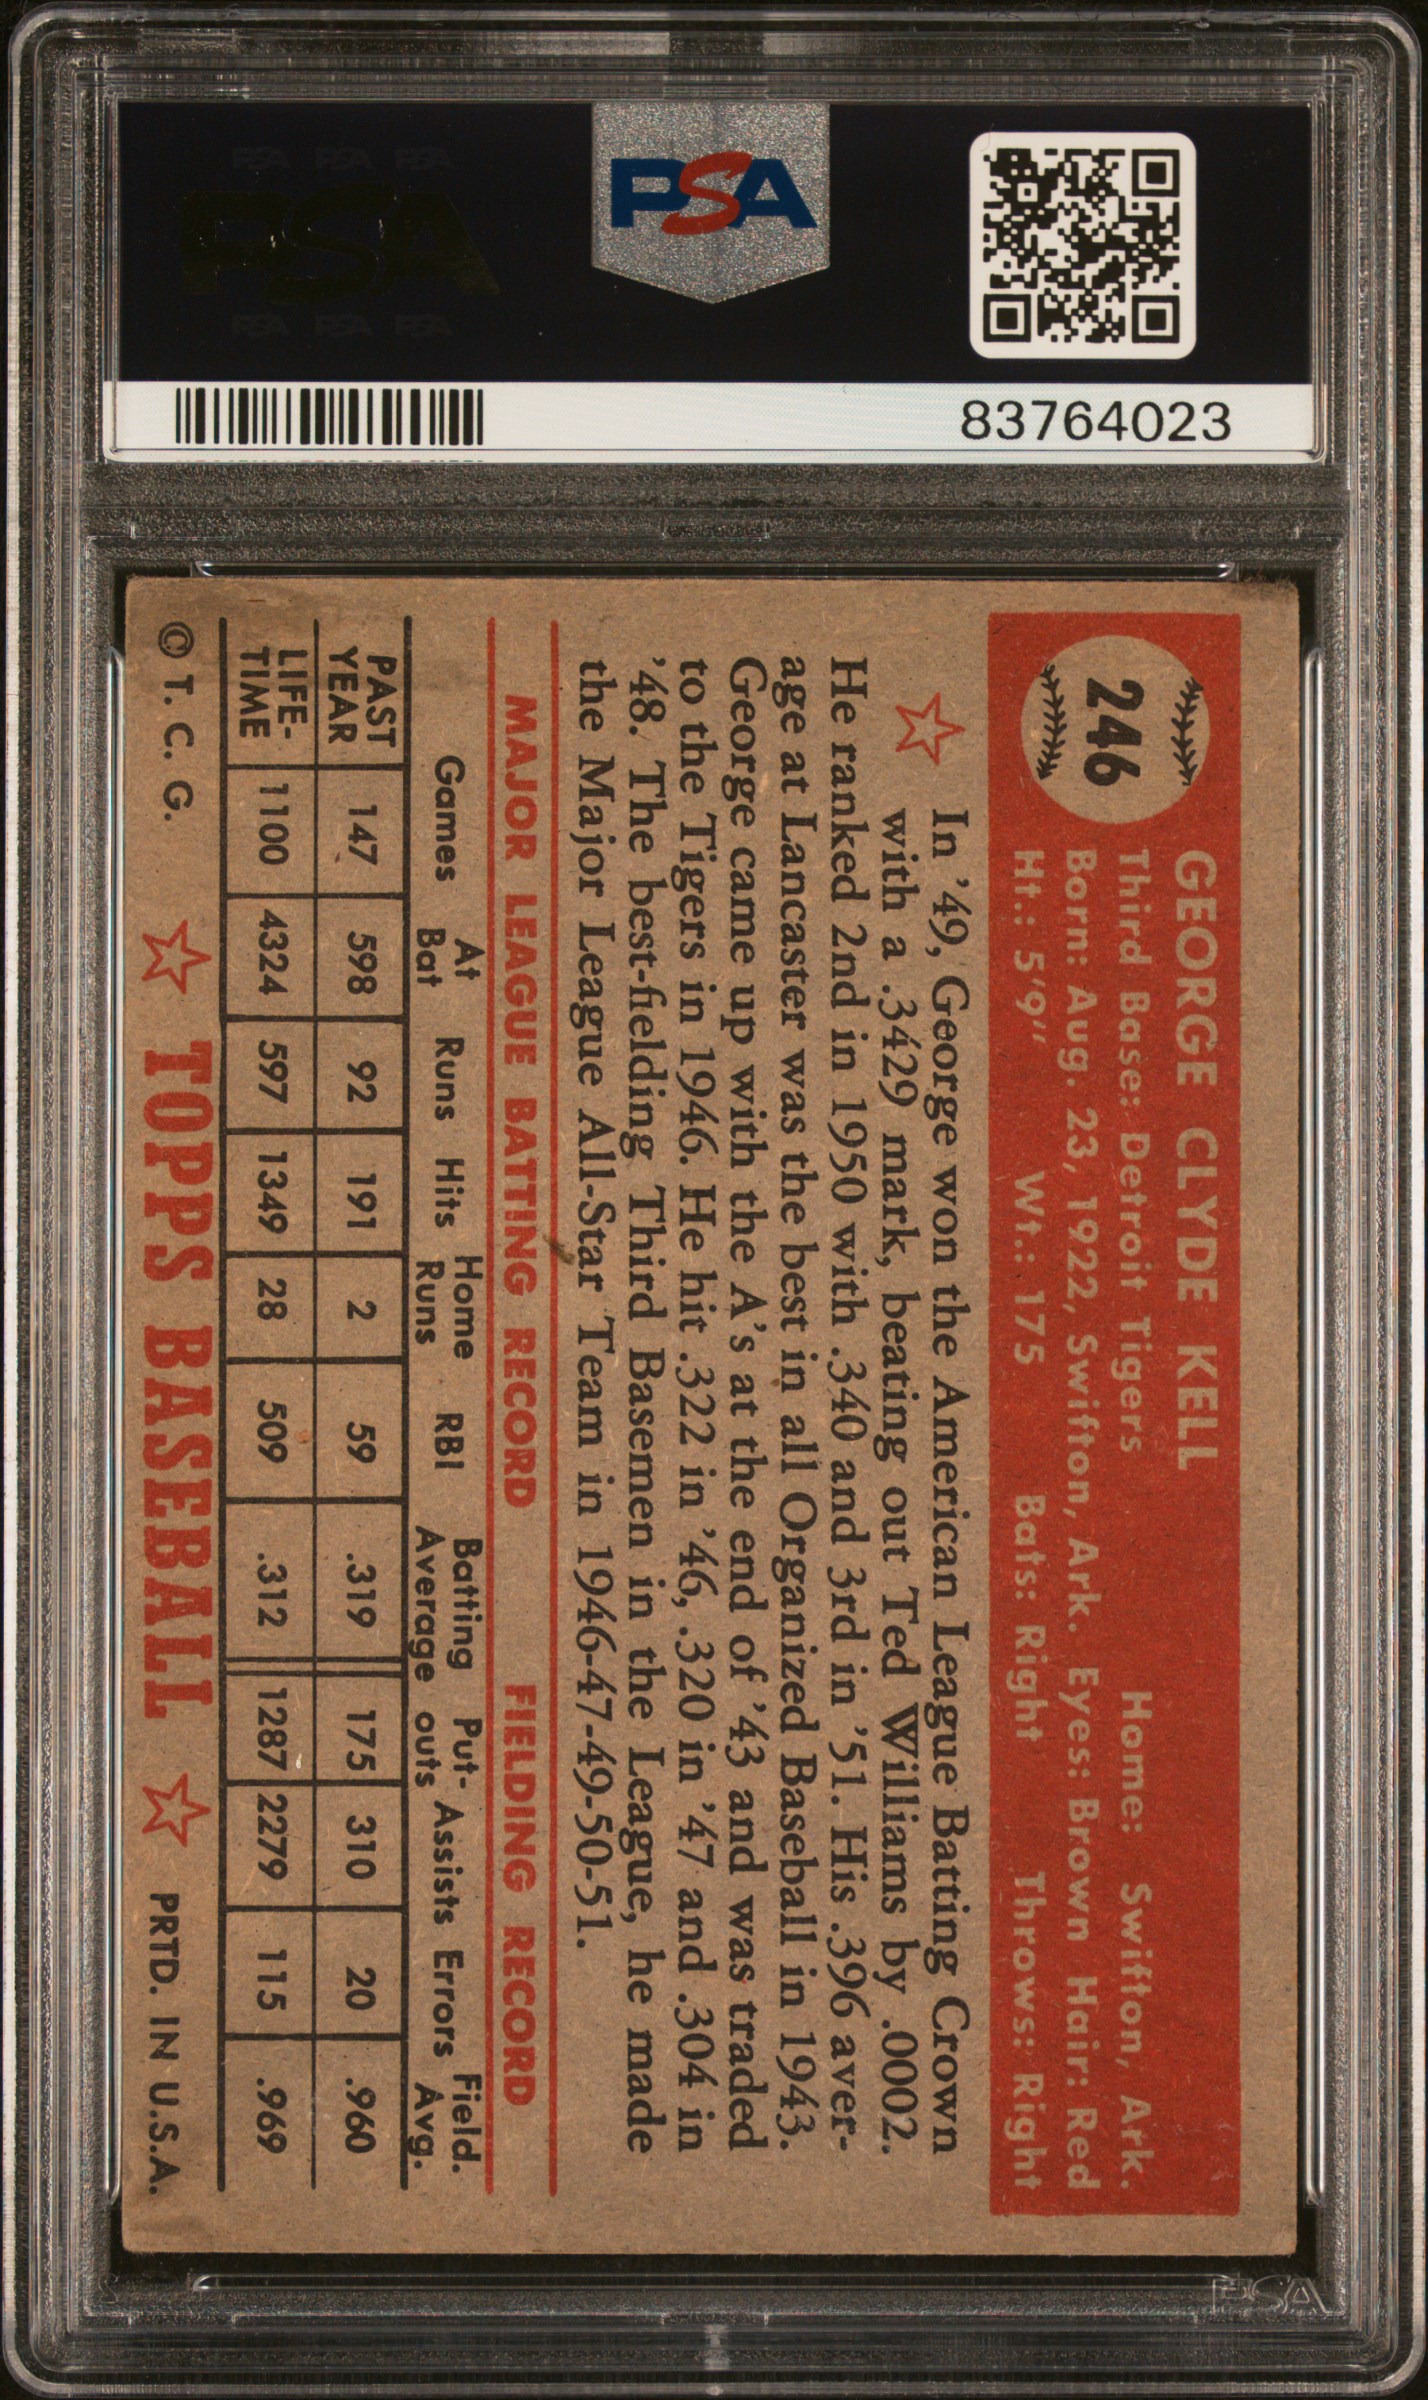 PSA PSA PSA
PSA
PSA PSA PSA
PSA
83764023
246
GEORGE CLYDE KELL
Third Base: Detroit Tigers Home: Swifton, Ark.
Born: Aug. 23, 1922, Swifton, Ark. Eyes: Brown Hair: Red
Ht.: 5'9" Wt.: 175 Bats: Right Throws: Right
In '49, George won the American League Batting Crown
with a .3429 mark, beating out Ted Williams by .0002.
He ranked 2nd in 1950 with .340 and 3rd in '51. His .396 aver-
age at Lancaster was the best in all Organized Baseball in 1943.
George came up with the A's at the end of '43 and was traded
to the Tigers in 1946. He hit .322 in '46, .320 in '47 and .304 in
'48. The best-fielding Third Basemen in the League, he made
the Major League All-Star Team in 1946-47-49-50-51.
MAJOR LEAGUE BATTING RECORD FIELDING RECORD
Games At Bat Runs Hits Home Runs RBI Batting Average Put-outs Assists Errors Field. Avg.
PAST YEAR 147 598 92 191 2 59 .319 175 310 20 .960
LIFE-TIME 1100 4324 597 1349 28 509 .312 1287 2279 115 .969
© T. C. G. TOPPS BASEBALL PRTD. IN U.S.A.
PSA